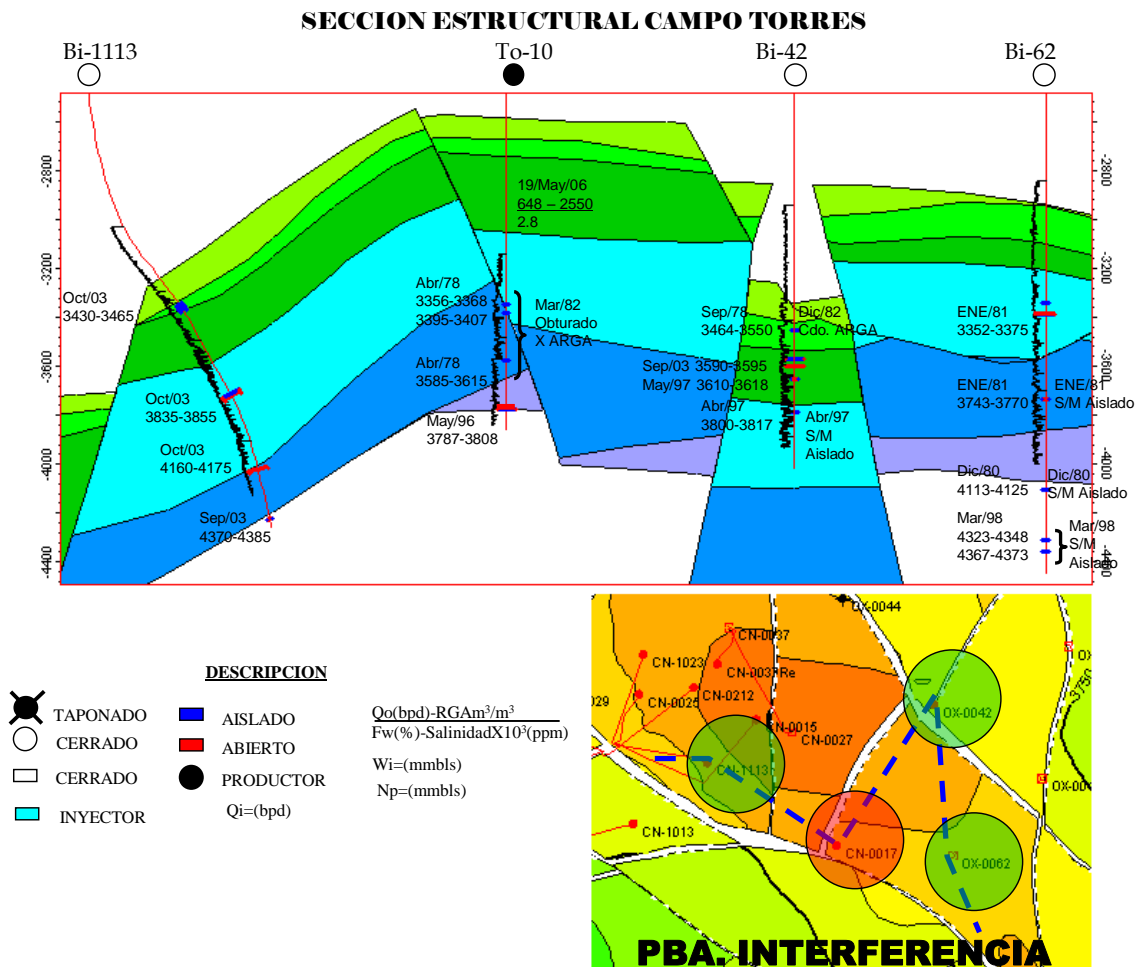 SECCION ESTRUCTURAL CAMPO TORRES
Bi-1113
To-10
Bi-42
Bi-62
-2800
-3200
-3600
-4000
-4400
-2800
-3200
-3600
-4000
-4400
Oct/03
3430-3465
Oct/03
3835-3855
Oct/03
4160-4175
Sep/03
4370-4385
19/May/06
648 – 2550
2.8
Abr/78
3356-3368
3395-3407
Abr/78
3585-3615
Mar/82
Obturado
X ARGA
May/96
3787-3808
Sep/78
3464-3550
Dic/82
Cdo. ARGA
Sep/03 3590-3595
May/97 3610-3618
Abr/97
3800-3817
Abr/97
S/M
Aislado
ENE/81
3352-3375
ENE/81
3743-3770
ENE/81
S/M Aislado
Dic/80
4113-4125
Dic/80
S/M Aislado
Mar/98
4323-4348
4367-4373
Mar/98
S/M
Aislado
DESCRIPCION
TAPONADO
CERRADO
CERRADO
INYECTOR
AISLADO
ABIERTO
PRODUCTOR
Qi=(bpd)
Qo(bpd)-RGAm³/m³
Fw(%)-SalinidadX10³(ppm)
Wi=(mmbls)
Np=(mmbls)
OX-0044
CN-0037
CN-1023
CN-0037Re
CN-0212
CN-0025
029
CN-0015
CN-0027
CN-1113
CN-1013
CN-0017
OX-0042
OX-0062
3750
PBA. INTERFERENCIA